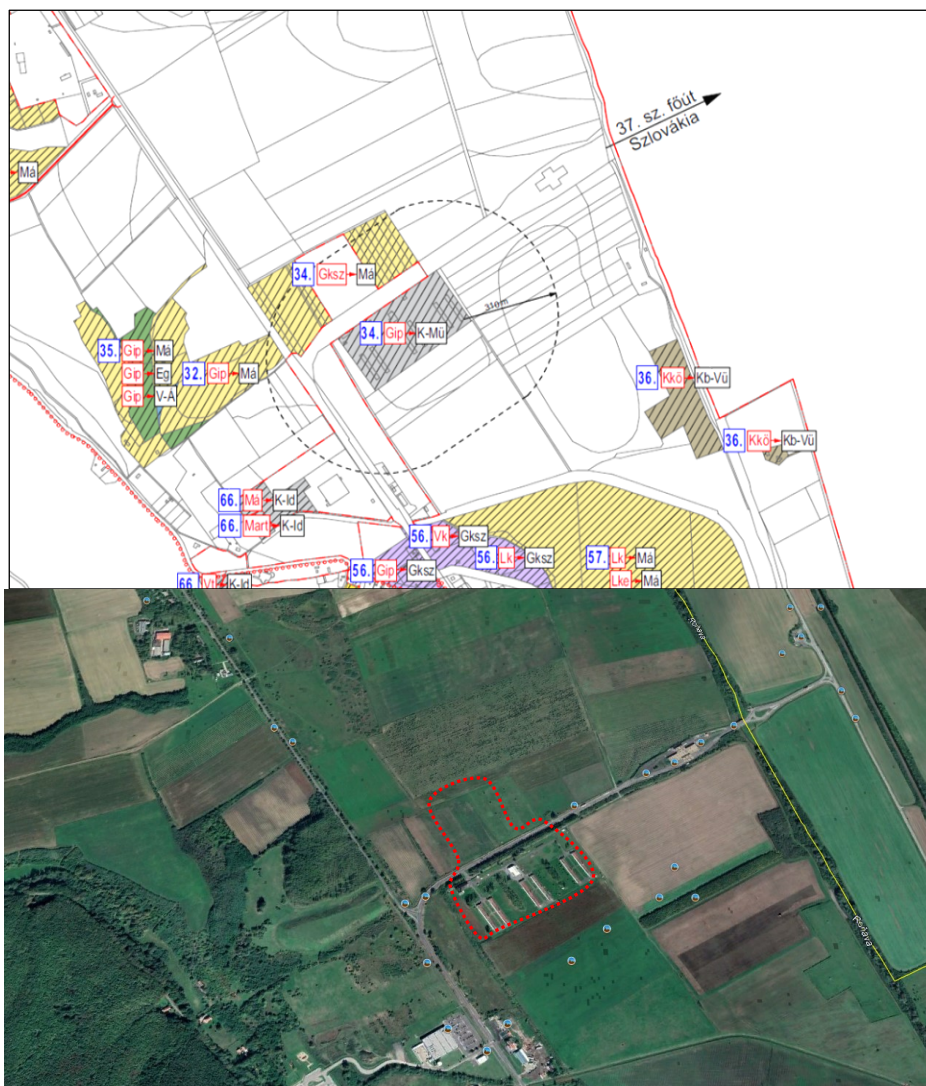 37. sz. főút
Szlovákia
Má
34. Gksz Má
310m
34. Gip K-Mü
35. Gip Má
Gip Eg
Gip V-A
32. Gip Má
36. Kkö Kb-Vü
36. Kkö Kb-Vü
66. Má K-Id
66. Mart K-Id
56. Vk Gksz
56. Gip Gksz
56. Lk Gksz
57. Lk Má
Lke Má
66. Vt K-Id
Roňava
Roňava